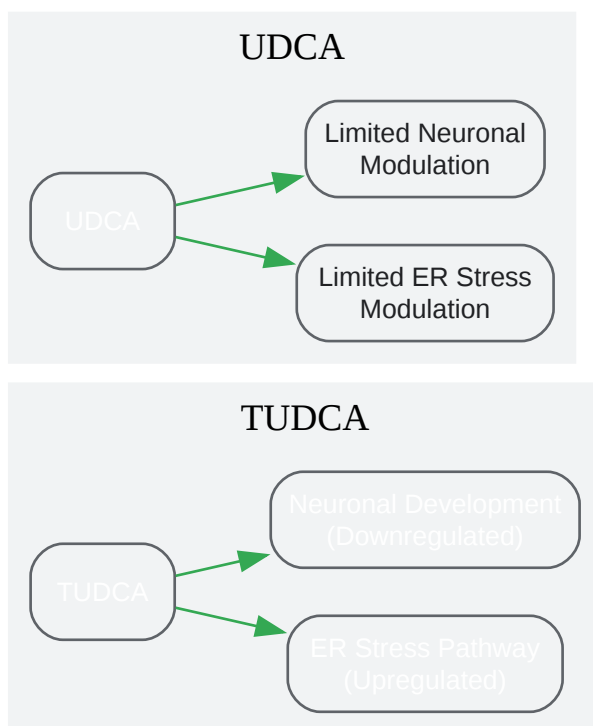 UDCA
Limited Neuronal
Modulation
UDCA
Limited ER Stress
Modulation
TUDCA
Neuronal Development
(Downregulated)
TUDCA
ER Stress Pathway
(Upregulated)